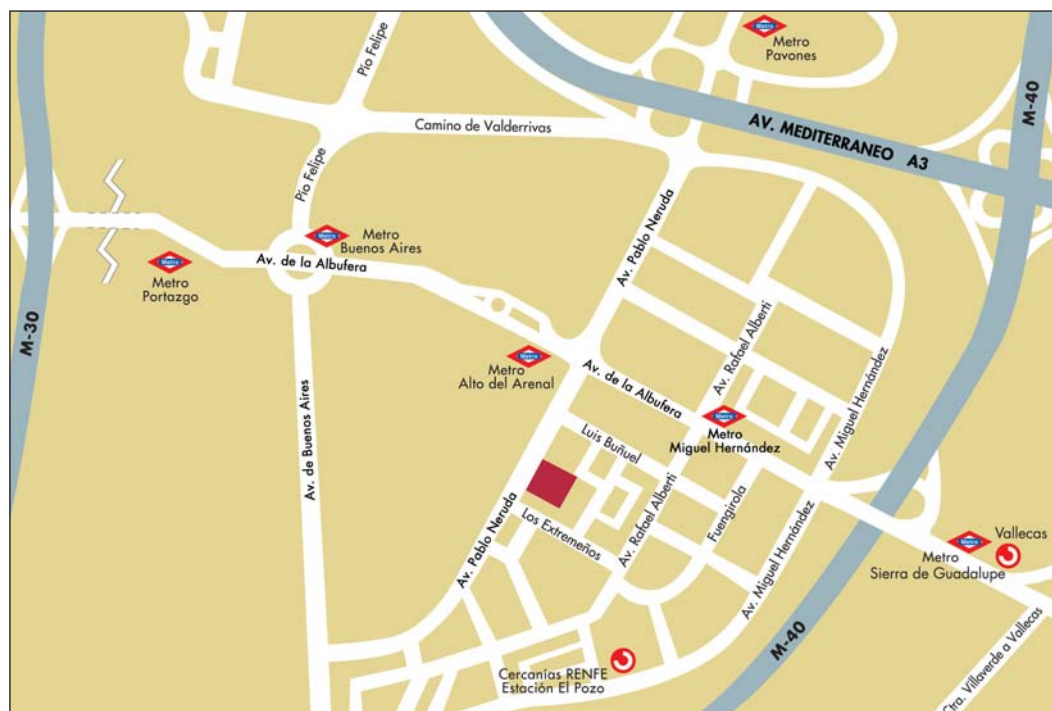 Metro
Metro
Pavones
M-40
Pío Felipe
Camino de Valderrivas
AV. MEDITERRANEO A3
Pío Felipe
Metro
Metro
Buenos Aires
Av. de la Albufera
Metro
Metro
Portazgo
Av. Pablo Neruda
M-30
Av. Rafael Alberti
Metro
Metro
Alto del Arenal
Av. de la Albufera
Av. Miguel Hernández
Metro
Metro
Miguel Hernández
Av. de Buenos Aires
Luis Buñuel
Los Extremeños
Av. Pablo Neruda
Av. Rafael Alberti
Fuengirola
Av. Miguel Hernández
Metro
Vallecas
Metro
Sierra de Guadalupe
M-40
Cercanías RENFE
Estación El Pozo
Ctra. Villaverde a Vallecas